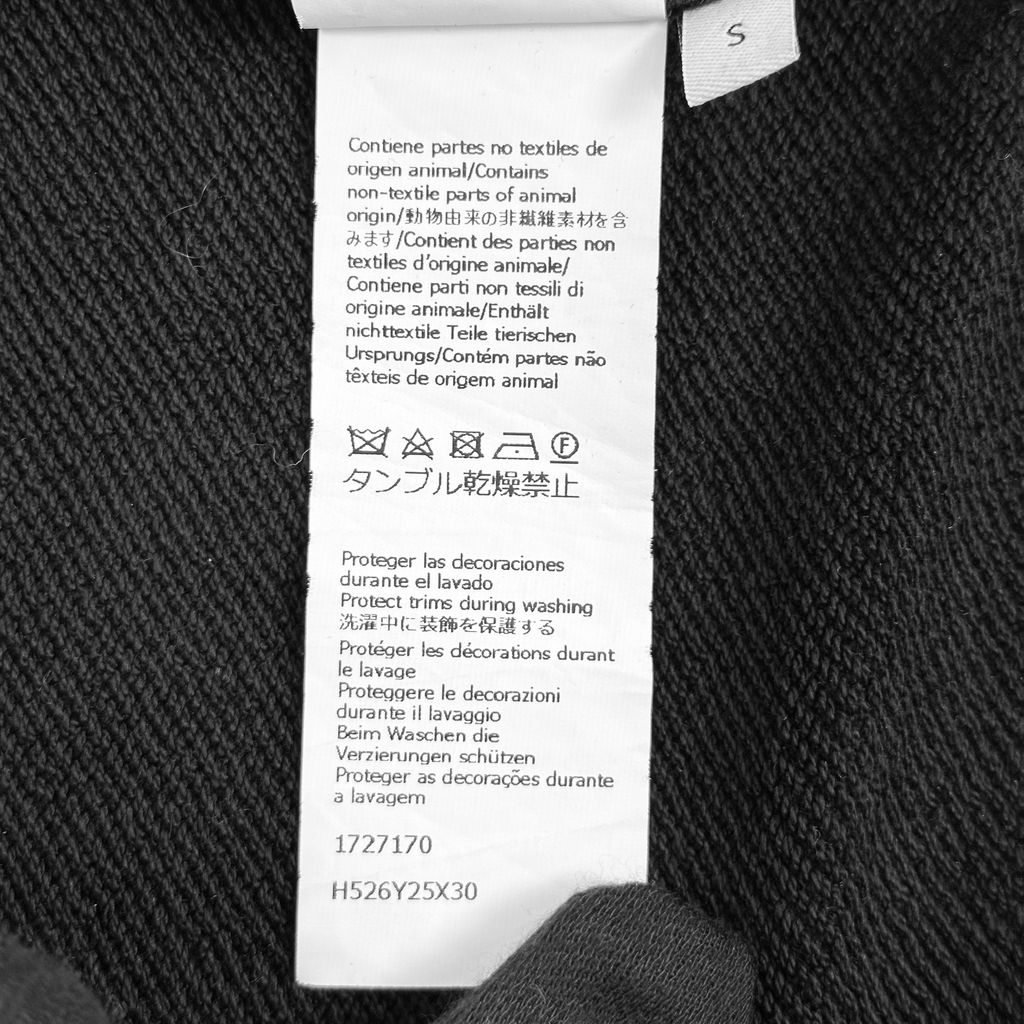 S
Contiene partes no textiles de
origen animal/Contains
non-textile parts of animal
origin/動物由来の非繊維素材を含
みます/Contient des parties non
textiles d'origine animale/
Contiene parti non tessili di
origine animale/Enthält
nichttextile Teile tierischen
Ursprungs/Contém partes não
têxteis de origem animal
F
タンブル乾燥禁止
Proteger las decoraciones
durante el lavado
Protect trims during washing
洗濯中に装飾を保護する
Protéger les décorations durant
le lavage
Proteggere le decorazioni
durante il lavaggio
Beim Waschen die
Verzierungen schützen
Proteger as decorações durante
a lavagem
1727170
H526Y25X30